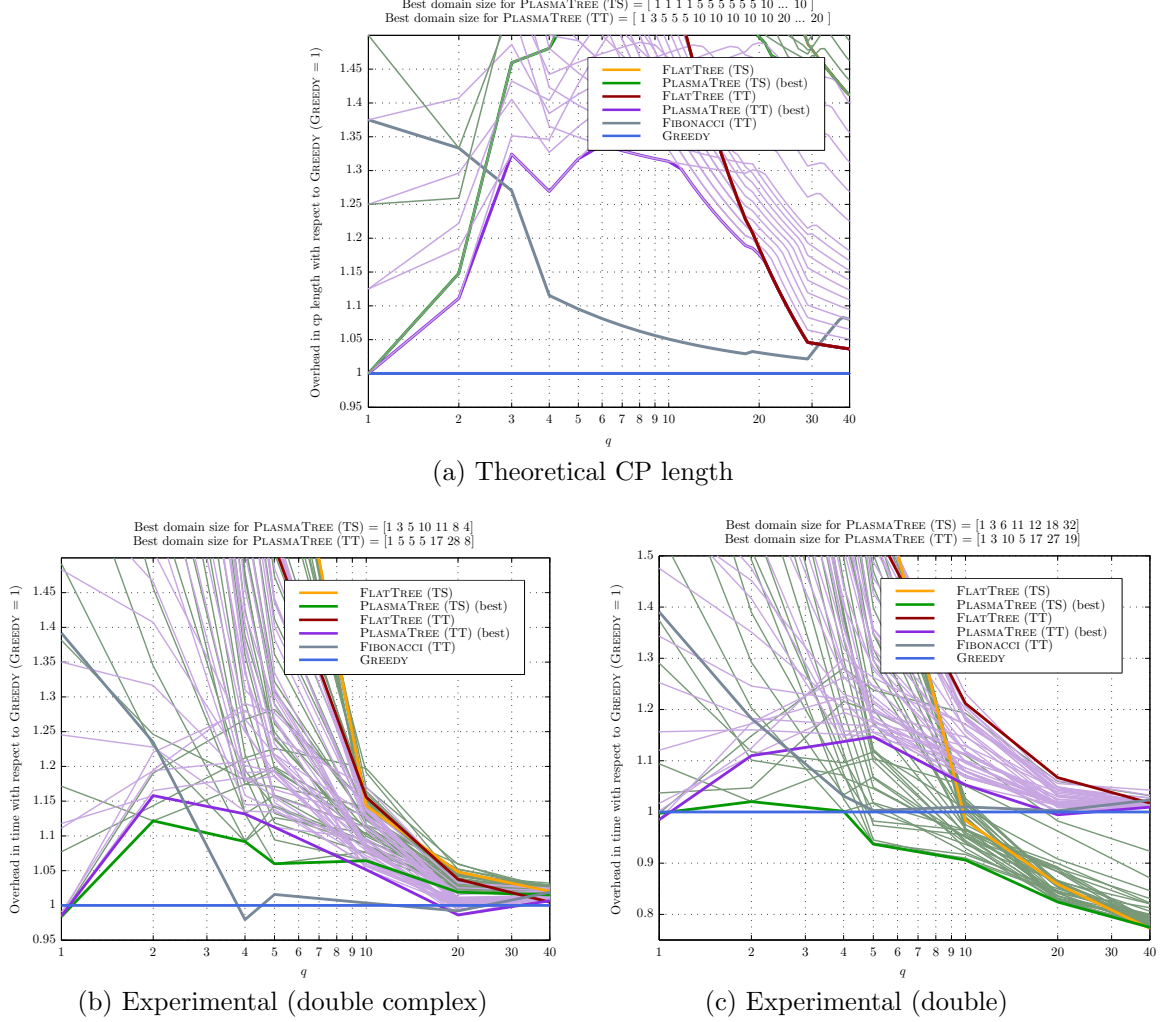 Best domain size for PLASMATREE (TS) = [ 1 1 1 1 5 5 5 5 5 5 10 ... 10 ]
Best domain size for PLASMATREE (TT) = [ 1 3 5 5 5 10 10 10 10 10 20 ... 20 ]
Overhead in cp length with respect to GREEDY (GREEDY = 1)
1.45
1.4
1.35
1.3
1.25
1.2
1.15
1.1
1.05
1
0.95
FLATTREE (TS)
PLASMATREE (TS) (best)
FLATTREE (TT)
PLASMATREE (TT) (best)
FIBONACCI (TT)
GREEDY
1 2 3 4 5 6 7 8 9 10 20 30 40
q
(a) Theoretical CP length
Best domain size for PLASMATREE (TS) = [1 3 5 10 11 8 4]
Best domain size for PLASMATREE (TT) = [1 5 5 5 17 28 8]
Overhead in time with respect to GREEDY (GREEDY = 1)
1.45
1.4
1.35
1.3
1.25
1.2
1.15
1.1
1.05
1
0.95
FLATTREE (TS)
PLASMATREE (TS) (best)
FLATTREE (TT)
PLASMATREE (TT) (best)
FIBONACCI (TT)
GREEDY
1 2 3 4 5 6 7 8 9 10 20 30 40
q
(b) Experimental (double complex)
Best domain size for PLASMATREE (TS) = [1 3 6 11 12 18 32]
Best domain size for PLASMATREE (TT) = [1 3 10 5 17 27 19]
Overhead in time with respect to GREEDY (GREEDY = 1)
1.5
1.4
1.3
1.2
1.1
1
0.9
0.8
FLATTREE (TS)
PLASMATREE (TS) (best)
FLATTREE (TT)
PLASMATREE (TT) (best)
FIBONACCI (TT)
GREEDY
1 2 3 4 5 6 7 8 9 10 20 30 40
q
(c) Experimental (double)